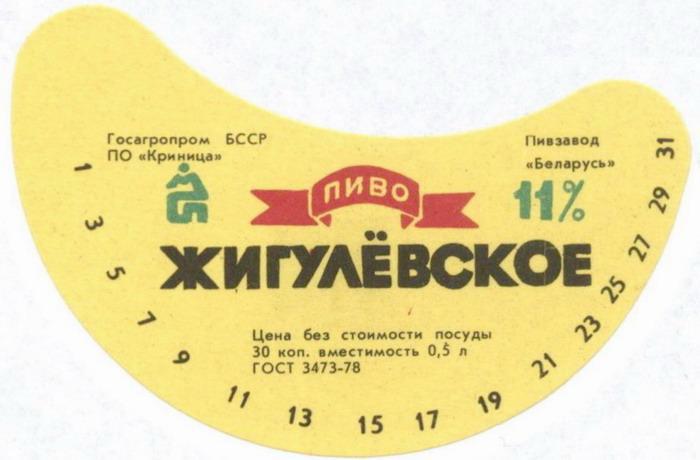 Госагропром БССР
ПО «Криница»
Пивзавод
«Беларусь»
11%
ПИВО
ЖИГУЛЁВСКОЕ
Цена без стоимости посуды
30 коп. вместимость 0,5 л
ГОСТ 3473-78
1
3
5
7
9
11
13
15
17
19
21
23
25
27
29
31